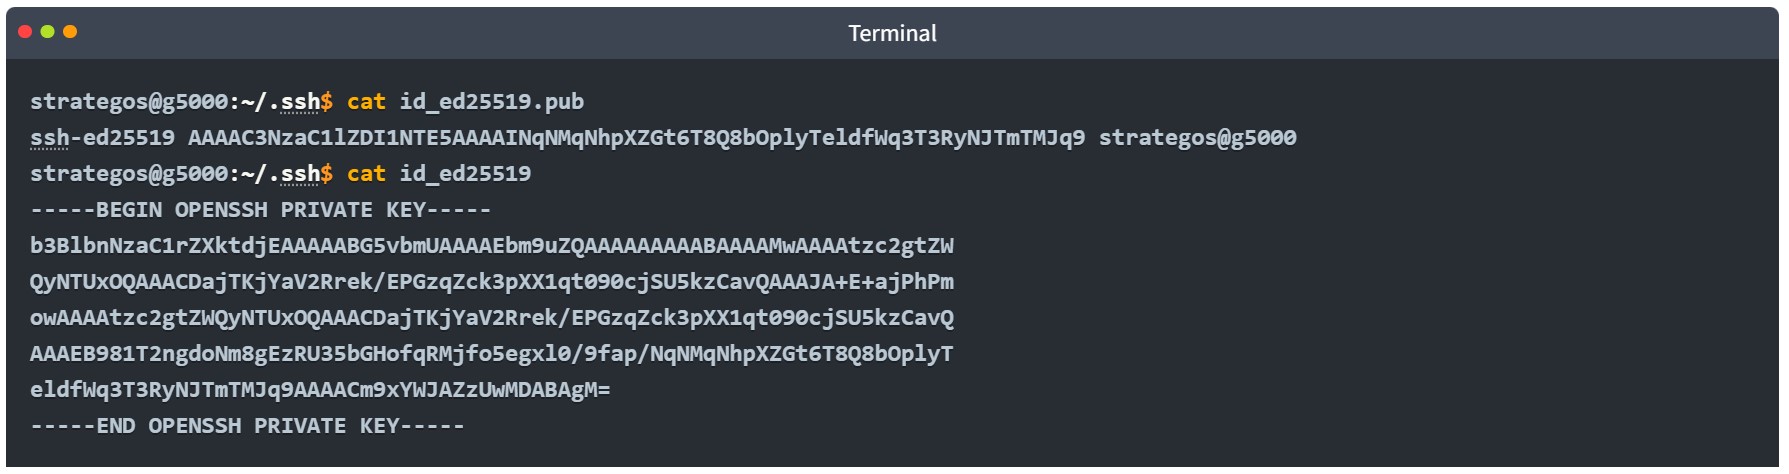 Terminal
strategos@g5000:~/.ssh$ cat id_ed25519.pub
ssh-ed25519 AAAAC3NzaC1lZDI1NTE5AAAAINqNMqNhpXZGt6T8Q8bOplyTeldfWq3T3RyNJTmTMJq9 strategos@g5000
strategos@g5000:~/.ssh$ cat id_ed25519
-----BEGIN OPENSSH PRIVATE KEY-----
b3BlbnNzaC1rZXktdjEAAAAABG5vbmUAAAAEbm9uZQAAAAAAAAABAAAAMwAAAAtzc2gtZW
QyNTUxOQAAACDajTKjYaV2Rrek/EPGzqZck3pXX1qt090cjSU5kzCavQAAAJA+E+ajPhPm
owAAAAtzc2gtZWQyNTUxOQAAACDajTKjYaV2Rrek/EPGzqZck3pXX1qt090cjSU5kzCavQ
AAAEB981T2ngdoNm8gEzRU35bGHofqRMjfo5egxl0/9fap/NqNMqNhpXZGt6T8Q8bOplyT
eldfWq3T3RyNJTmTMJq9AAAACm9xYWJAZzUwMDABAgM=
-----END OPENSSH PRIVATE KEY-----